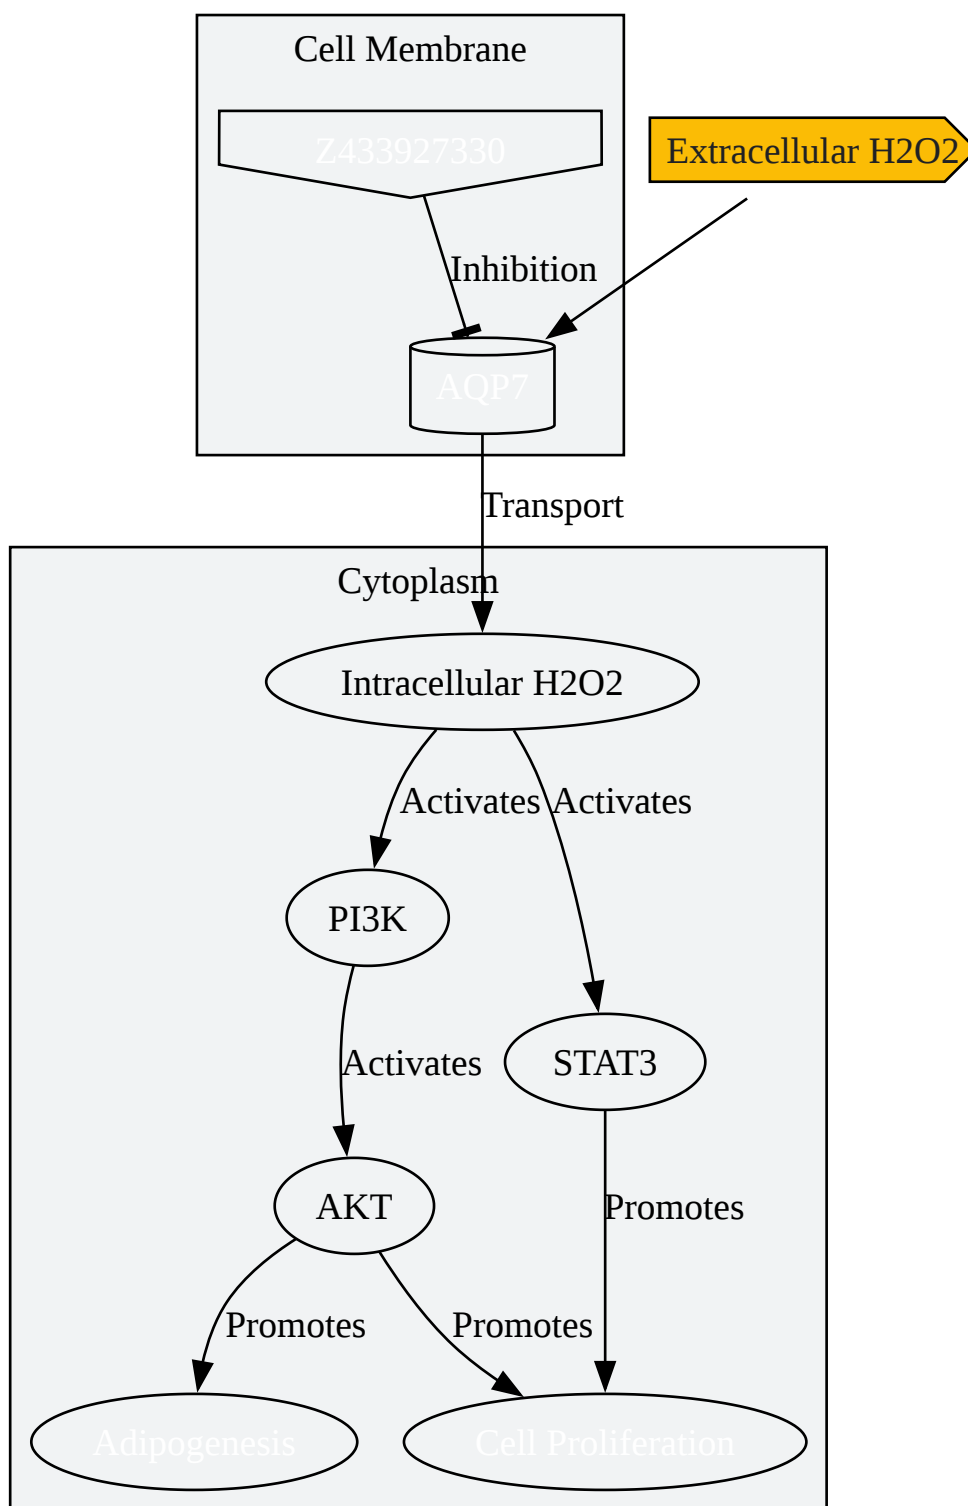 Cell Membrane
Z433927330
Extracellular H2O2
Inhibition
AQP7
Transport
Cytoplasm
Intracellular H2O2
Activates
Activates
PI3K
Activates
STAT3
AKT
Promotes
Promotes
Promotes
Adipogenesis
Cell Proliferation